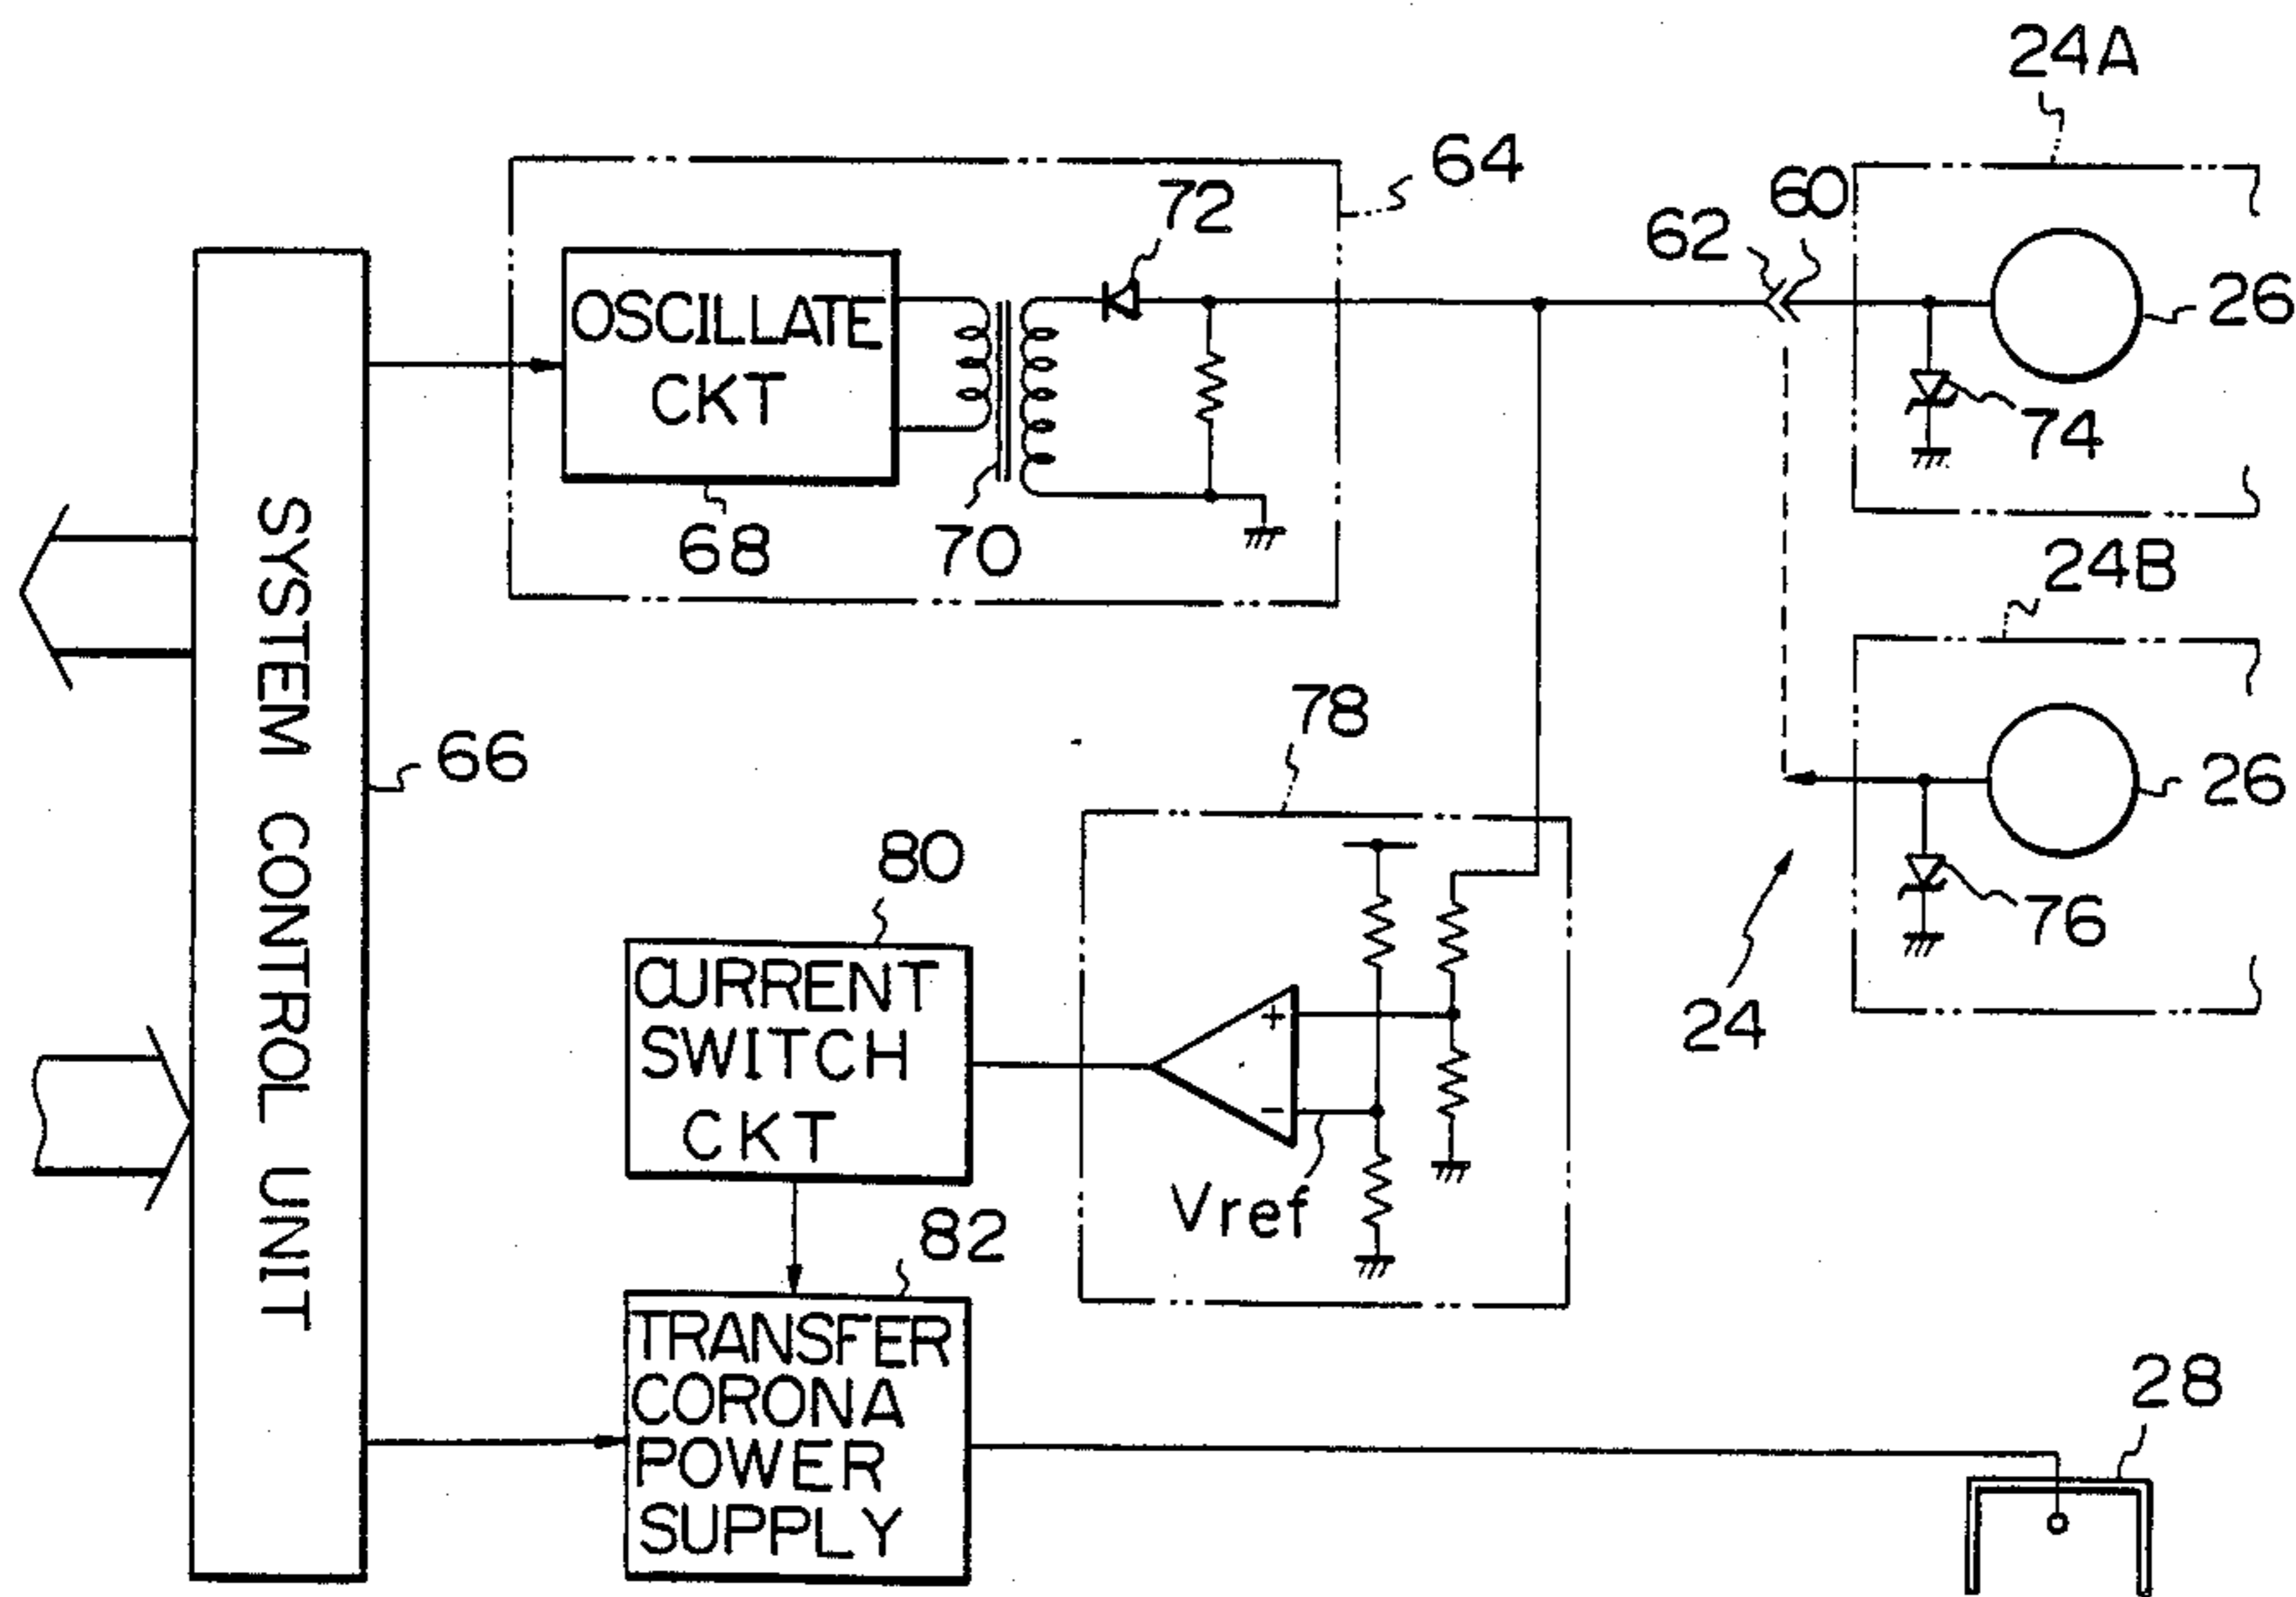 24A
64
72
62
60
OSCILLATE
CKT
26
74
68
70
24B
SYSTEM CONTROL UNIT
66
78
26
80
76
CURRENT
SWITCH
CKT
+
−
24
Vref
82
TRANSFER
CORONA
POWER
SUPPLY
28